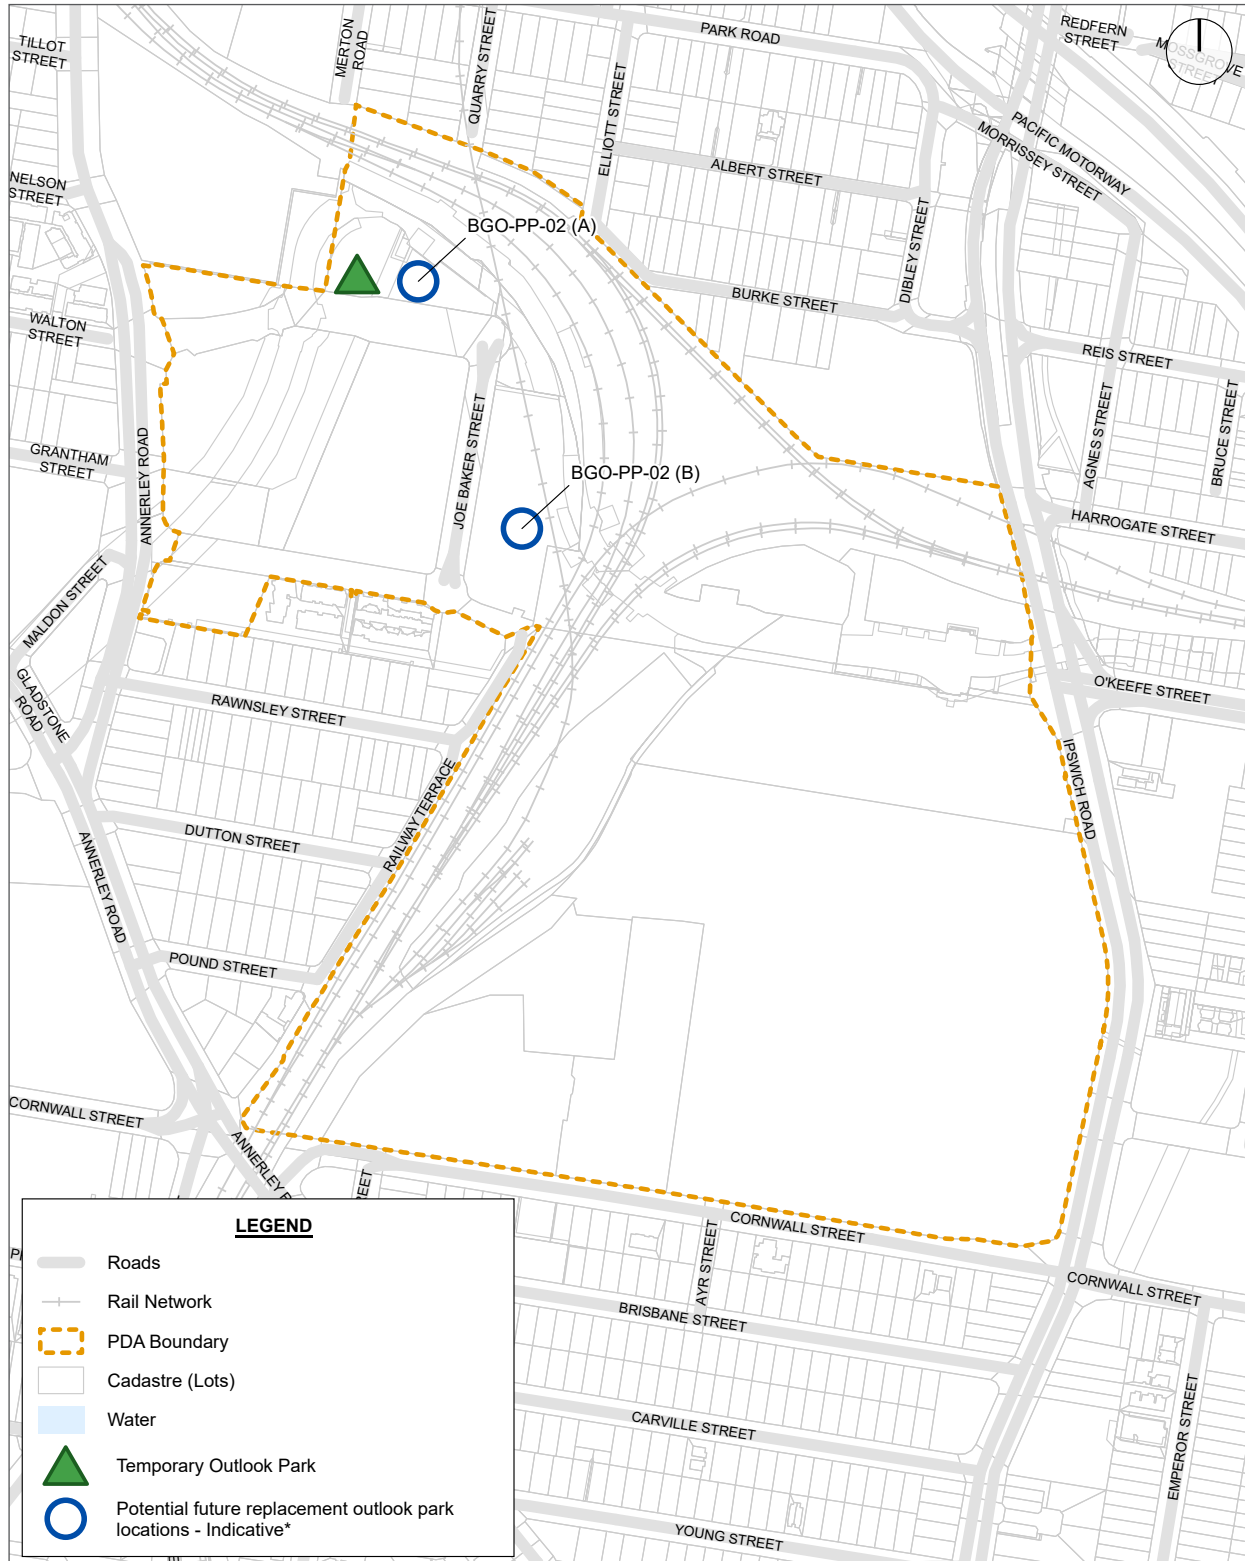 TILLOT
STREET
MERTON
ROAD
QUARRY STREET
ELLIOTT STREET
PARK ROAD
REDFERN
STREET
MOSSGROVE
STREET
PACIFIC MOTORWAY
MORRISSEY STREET
ALBERT STREET
NELSON
STREET
DIBLEY STREET
BGO-PP-02 (A)
BURKE STREET
WALTON
STREET
REIS STREET
AGNES STREET
BRUCE STREET
GRANTHAM
STREET
ANNERLEY ROAD
JOE BAKER STREET
BGO-PP-02 (B)
HARROGATE STREET
MALDON STREET
GLADSTONE
ROAD
RAWNSLEY STREET
O'KEEFE STREET
IPSWICH ROAD
RAILWAY TERRACE
DUTTON STREET
ANNERLEY ROAD
POUND STREET
CORNWALL STREET
ANNERLEY R
REET
CORNWALL STREET
AYR STREET
CORNWALL STREET
BRISBANE STREET
CARVILLE STREET
EMPEROR STREET
YOUNG STREET
LEGEND
Roads
Rail Network
PDA Boundary
Cadastre (Lots)
Water
Temporary Outlook Park
Potential future replacement outlook park
locations - Indicative*